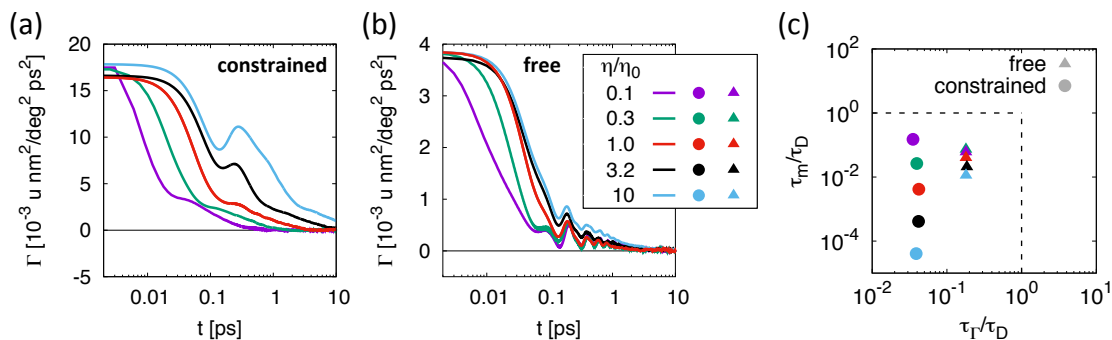 (a)
20
15
10
5
0
-5
Γ [10⁻³ u nm²/deg² ps²]
constrained
0.01
0.1
1
10
t [ps]
(b)
4
3
2
1
0
Γ [10⁻³ u nm²/deg² ps²]
free
0.01
0.1
1
10
t [ps]
η/η₀
0.1
0.3
1.0
3.2
10
(c)
10²
10⁰
10⁻²
10⁻⁴
τₘ/τ_D
free
constrained
10⁻²
10⁻¹
10⁰
10¹
τ_Γ/τ_D